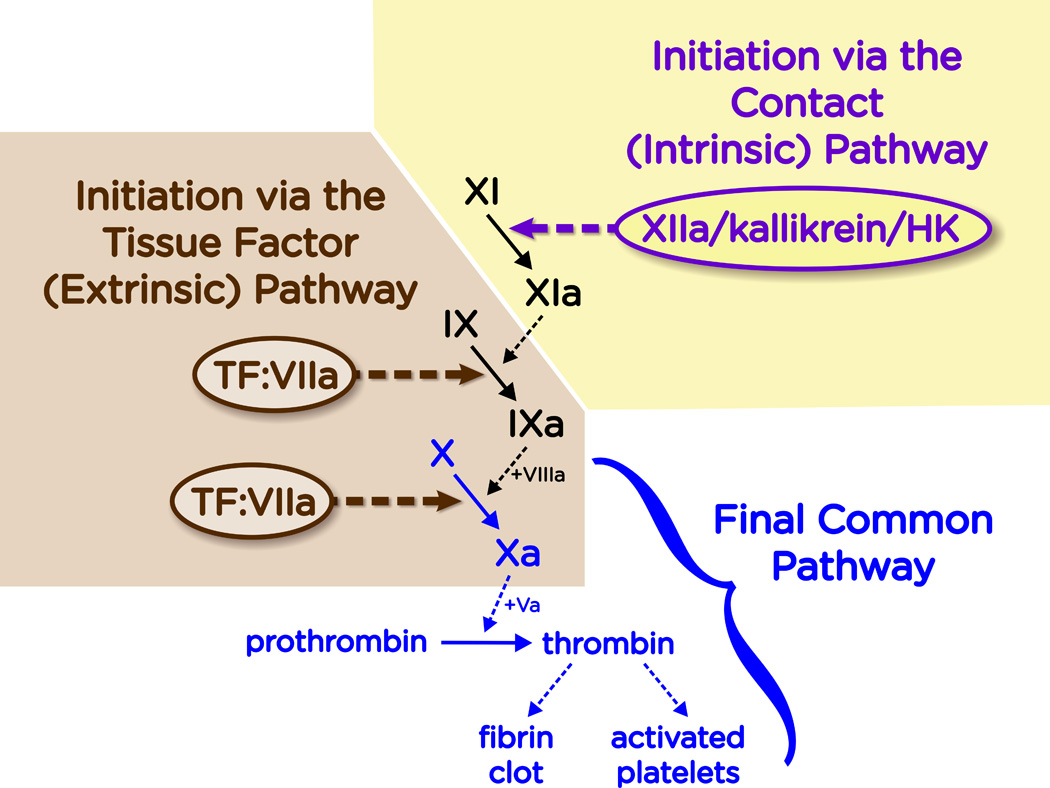 Initiation via the
Contact
(Intrinsic) Pathway
XI
XIIa/kallikrein/HK
XIa
Initiation via the
Tissue Factor
(Extrinsic) Pathway
IX
TF:VIIa
IXa
X
+VIIIa
TF:VIIa
Xa
Final Common
Pathway
+Va
prothrombin
thrombin
fibrin
clot
activated
platelets